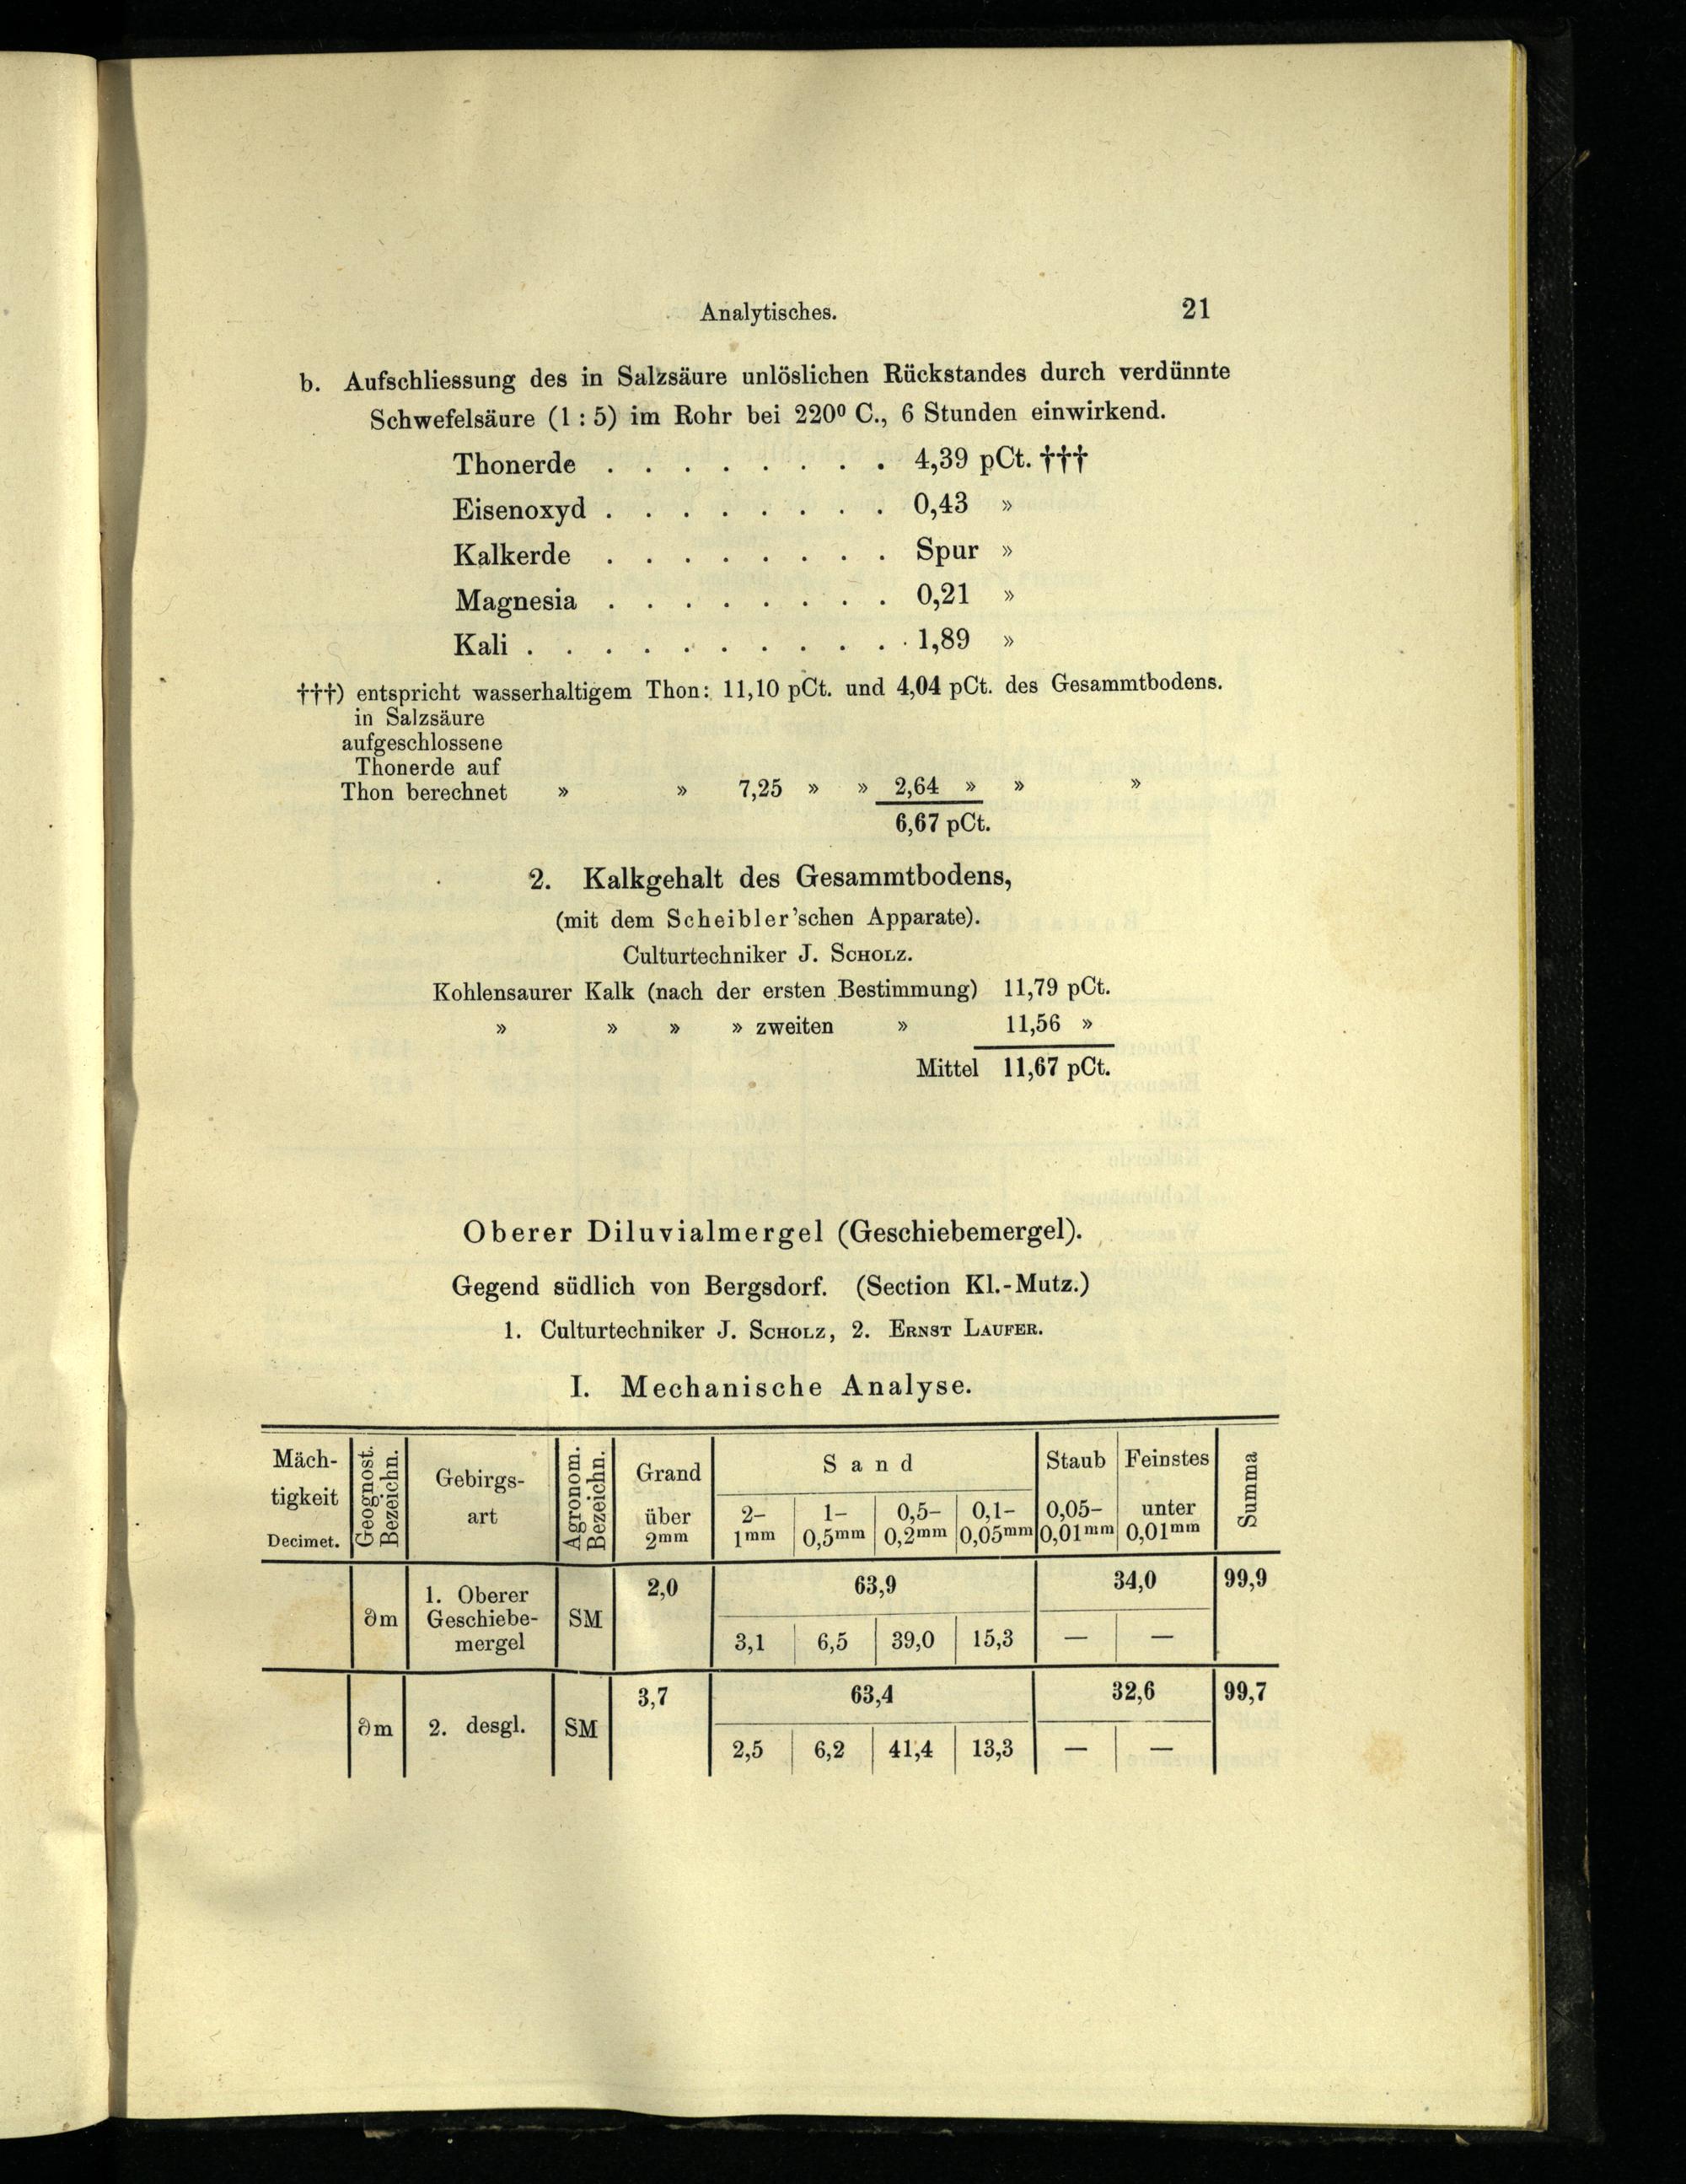 Analytisches. 21
b. Aufschliessung des in Salzsäure unlöslichen Rückstandes durch verdünnte
Schwefelsäure (1 : 5) im Rohr bei 220⁰ C., 6 Stunden einwirkend.
Thonerde . . . . . . . . 4,39 pCt. †††
Eisenoxyd . . . . . . . . 0,43 »
Kalkerde . . . . . . . . Spur »
Magnesia . . . . . . . . 0,21 »
Kali . . . . . . . . . . . 1,89 »
†††) entspricht wasserhaltigem Thon: 11,10 pCt. und 4,04 pCt. des Gesammtbodens.
in Salzsäure
aufgeschlossene
Thonerde auf
Thon berechnet » » 7,25 » » 2,64 » » »
6,67 pCt.
2. Kalkgehalt des Gesammtbodens,
(mit dem Scheibler'schen Apparate).
Culturtechniker J. SCHOLZ.
Kohlensaurer Kalk (nach der ersten Bestimmung) 11,79 pCt.
» » » » zweiten » 11,56 »
Mittel 11,67 pCt.
Oberer Diluvialmergel (Geschiebemergel).
Gegend südlich von Bergsdorf. (Section Kl.-Mutz.)
1. Culturtechniker J. SCHOLZ, 2. ERNST LAUFER.
I. Mechanische Analyse.
Mäch- Geognost. Gebirgs- Agronom. Grand Sand Staub Feinstes Summa
tigkeit Bezeichn. art Bezeichn. über 2– 1– 0,5– 0,1– 0,05– unter
Decimet. 2mm 1mm 0,5mm 0,2mm 0,05mm 0,01mm 0,01mm
1. Oberer 2,0 63,9 34,0 99,9
∂m Geschiebe- SM
mergel 3,1 6,5 39,0 15,3 — —
3,7 63,4 32,6 99,7
∂m 2. desgl. SM
2,5 6,2 41,4 13,3 — —